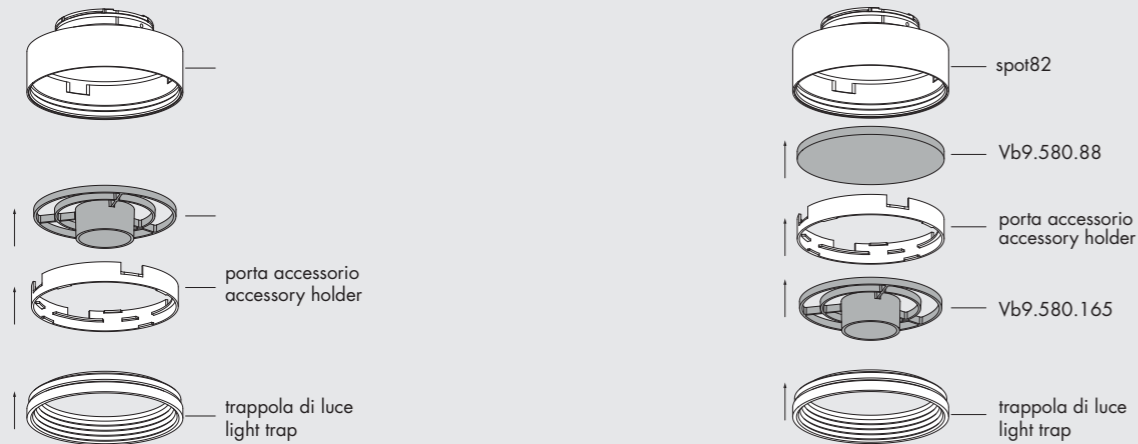 porta accessorio
accessory holder
trappola di luce
light trap
spot82
Vb9.580.88
porta accessorio
accessory holder
Vb9.580.165
trappola di luce
light trap